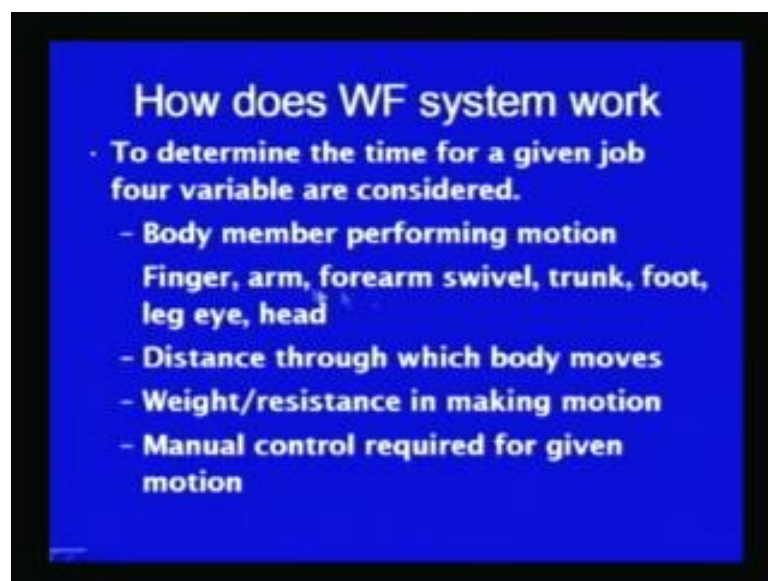 How does WF system work
· To determine the time for a given job
four variable are considered.
– Body member performing motion
Finger, arm, forearm swivel, trunk, foot,
leg eye, head
– Distance through which body moves
– Weight/resistance in making motion
– Manual control required for given
motion